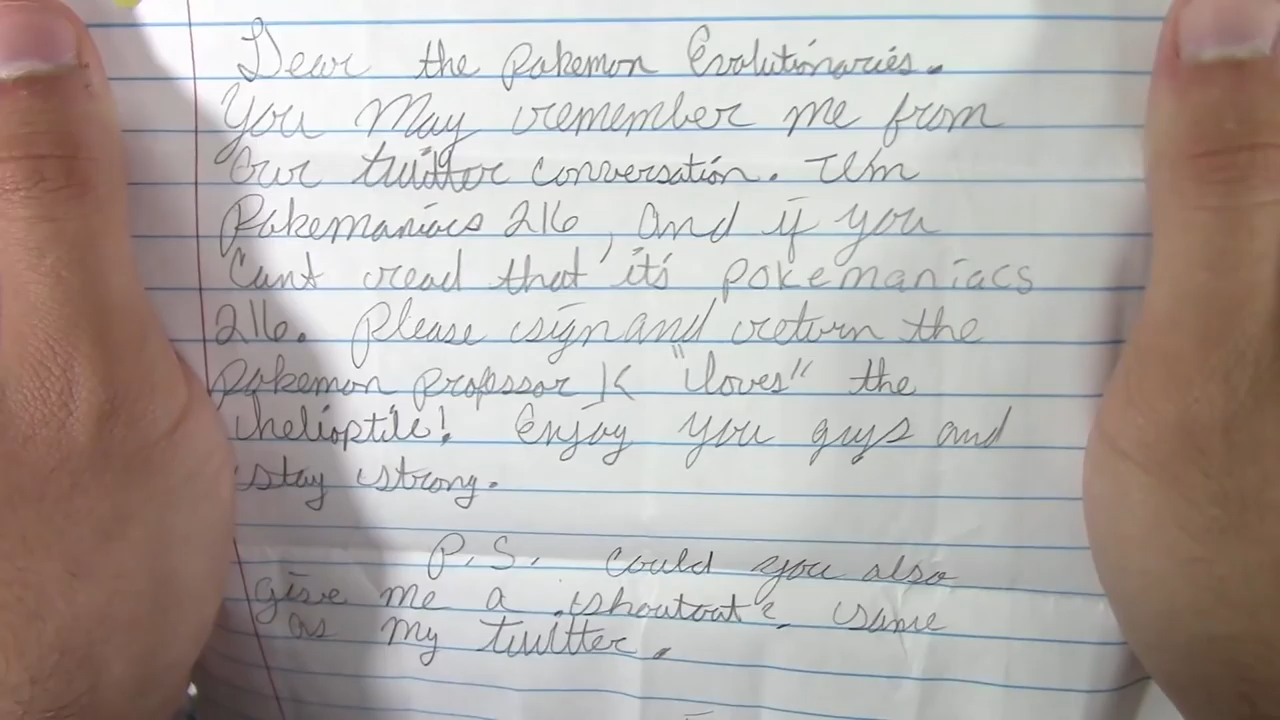 Dear the Pokemon Evolutionaries.
You May remember me from
Our twitter conversation. I'm
Pokemaniacs 216, and if you
Can't read that it's pokemaniacs
216. Please sign and return the
pokemon professor K "loves" the
helioptile! Enjoy you guys and
stay strong.
P.S. Could you also
give me a shoutout?, same
as my twitter.